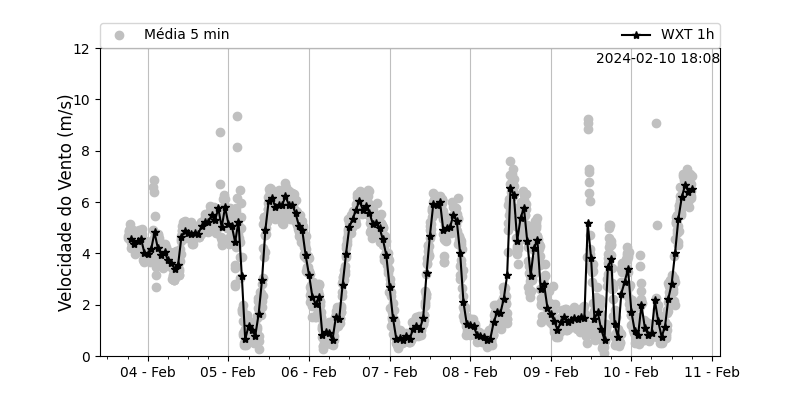 Média 5 min
WXT 1h
2024-02-10 18:08
Velocidade do Vento (m/s)
12
10
8
6
4
2
0
04 - Feb
05 - Feb
06 - Feb
07 - Feb
08 - Feb
09 - Feb
10 - Feb
11 - Feb